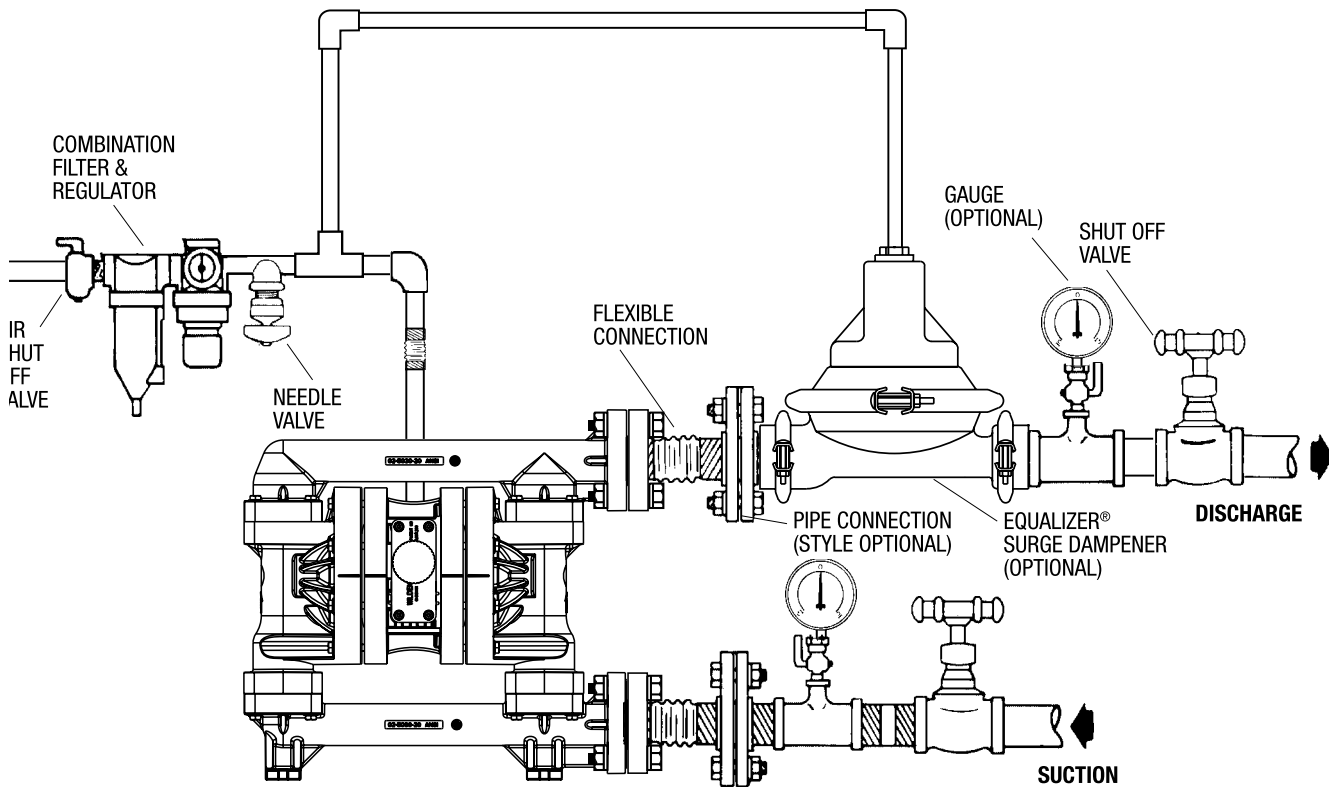 COMBINATION
FILTER &
REGULATOR
GAUGE
(OPTIONAL)
SHUT OFF
VALVE
IR
HUT
FF
ALVE
NEEDLE
VALVE
FLEXIBLE
CONNECTION
PIPE CONNECTION
(STYLE OPTIONAL)
EQUALIZER®
SURGE DAMPENER
(OPTIONAL)
DISCHARGE
SUCTION